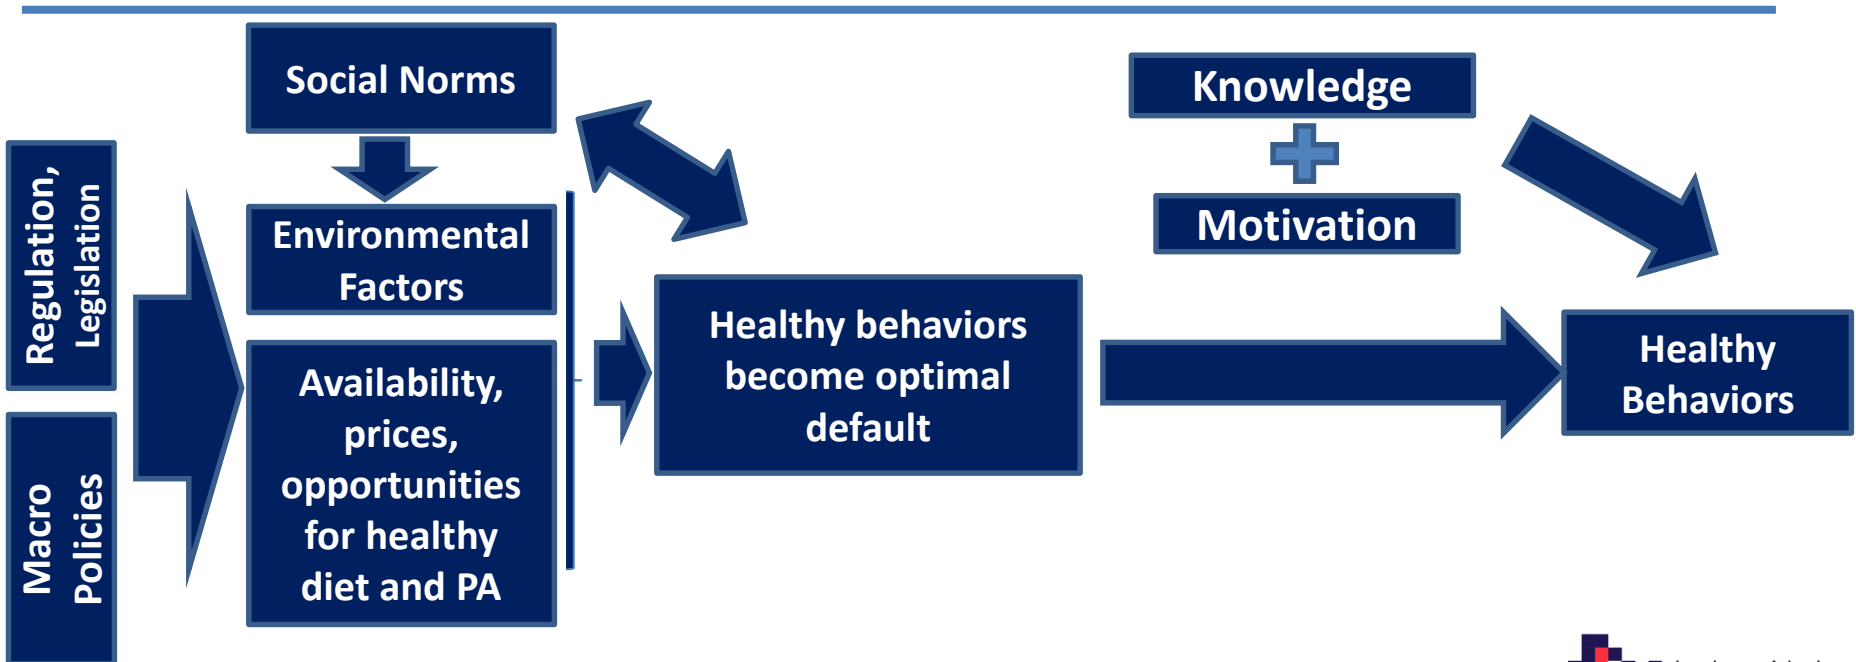 Social Norms
Knowledge
Motivation
Regulation,
Legislation
Environmental
Factors
Healthy behaviors
become optimal
default
Healthy
Behaviors
Availability,
prices,
opportunities
for healthy
diet and PA
Macro
Policies